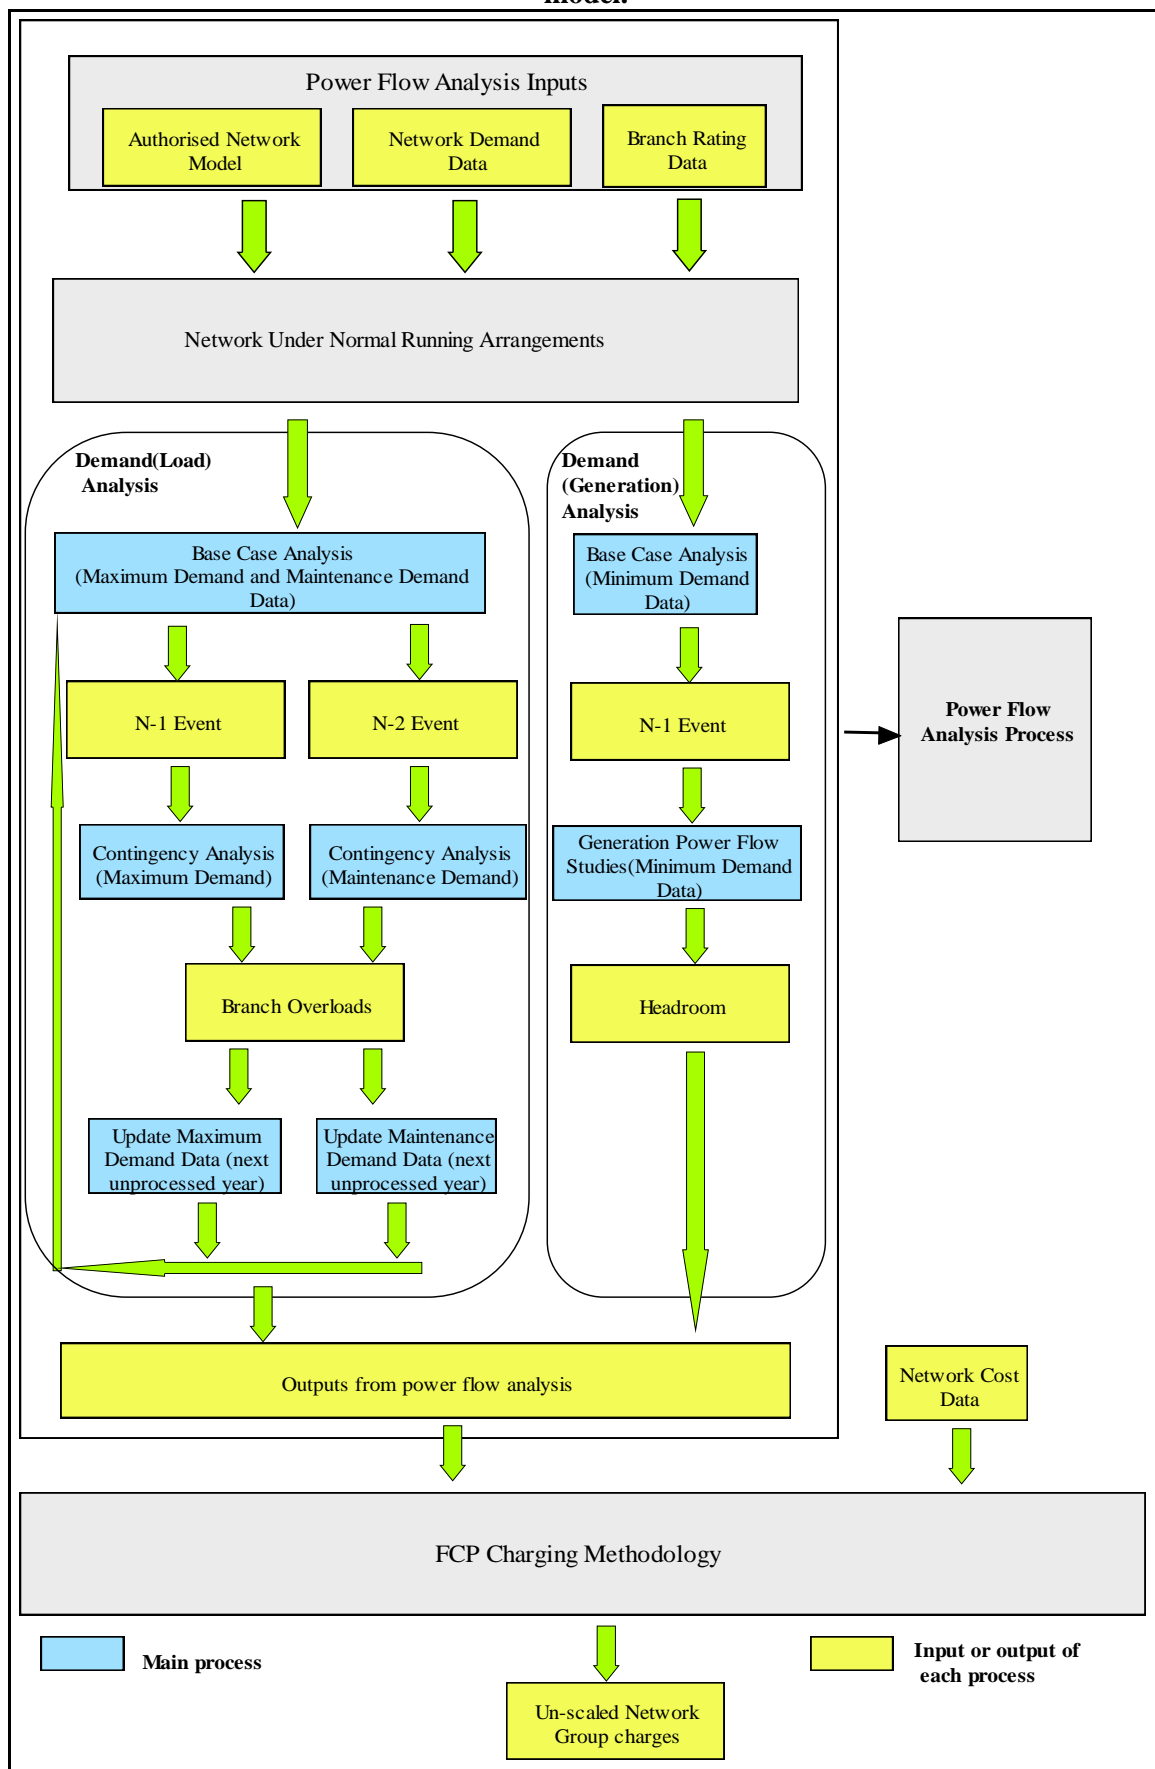 model.
Power Flow Analysis Inputs
Authorised Network
Model
Network Demand
Data
Branch Rating
Data
Network Under Normal Running Arrangements
Demand(Load)
Analysis
Demand
(Generation)
Analysis
Base Case Analysis
(Maximum Demand and Maintenance Demand
Data)
Base Case Analysis
(Minimum Demand
Data)
N-1 Event
N-2 Event
N-1 Event
Power Flow
Analysis Process
Contingency Analysis
(Maximum Demand)
Contingency Analysis
(Maintenance Demand)
Generation Power Flow
Studies(Minimum Demand
Data)
Branch Overloads
Headroom
Update Maximum
Demand Data (next
unprocessed year)
Update Maintenance
Demand Data (next
unprocessed year)
Outputs from power flow analysis
Network Cost
Data
FCP Charging Methodology
Main process
Input or output of
each process
Un-scaled Network
Group charges